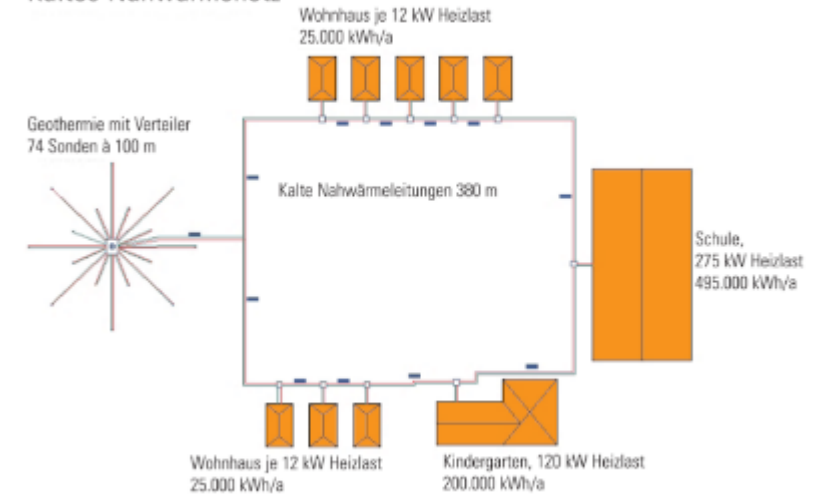 Wohnhaus je 12 kW Heizlast
25.000 kWh/a
Geothermie mit Verteiler
74 Sonden à 100 m
Kalte Nahwärmeleitungen 380 m
Schule,
275 kW Heizlast
495.000 kWh/a
Wohnhaus je 12 kW Heizlast
25.000 kWh/a
Kindergarten, 120 kW Heizlast
200.000 kWh/a